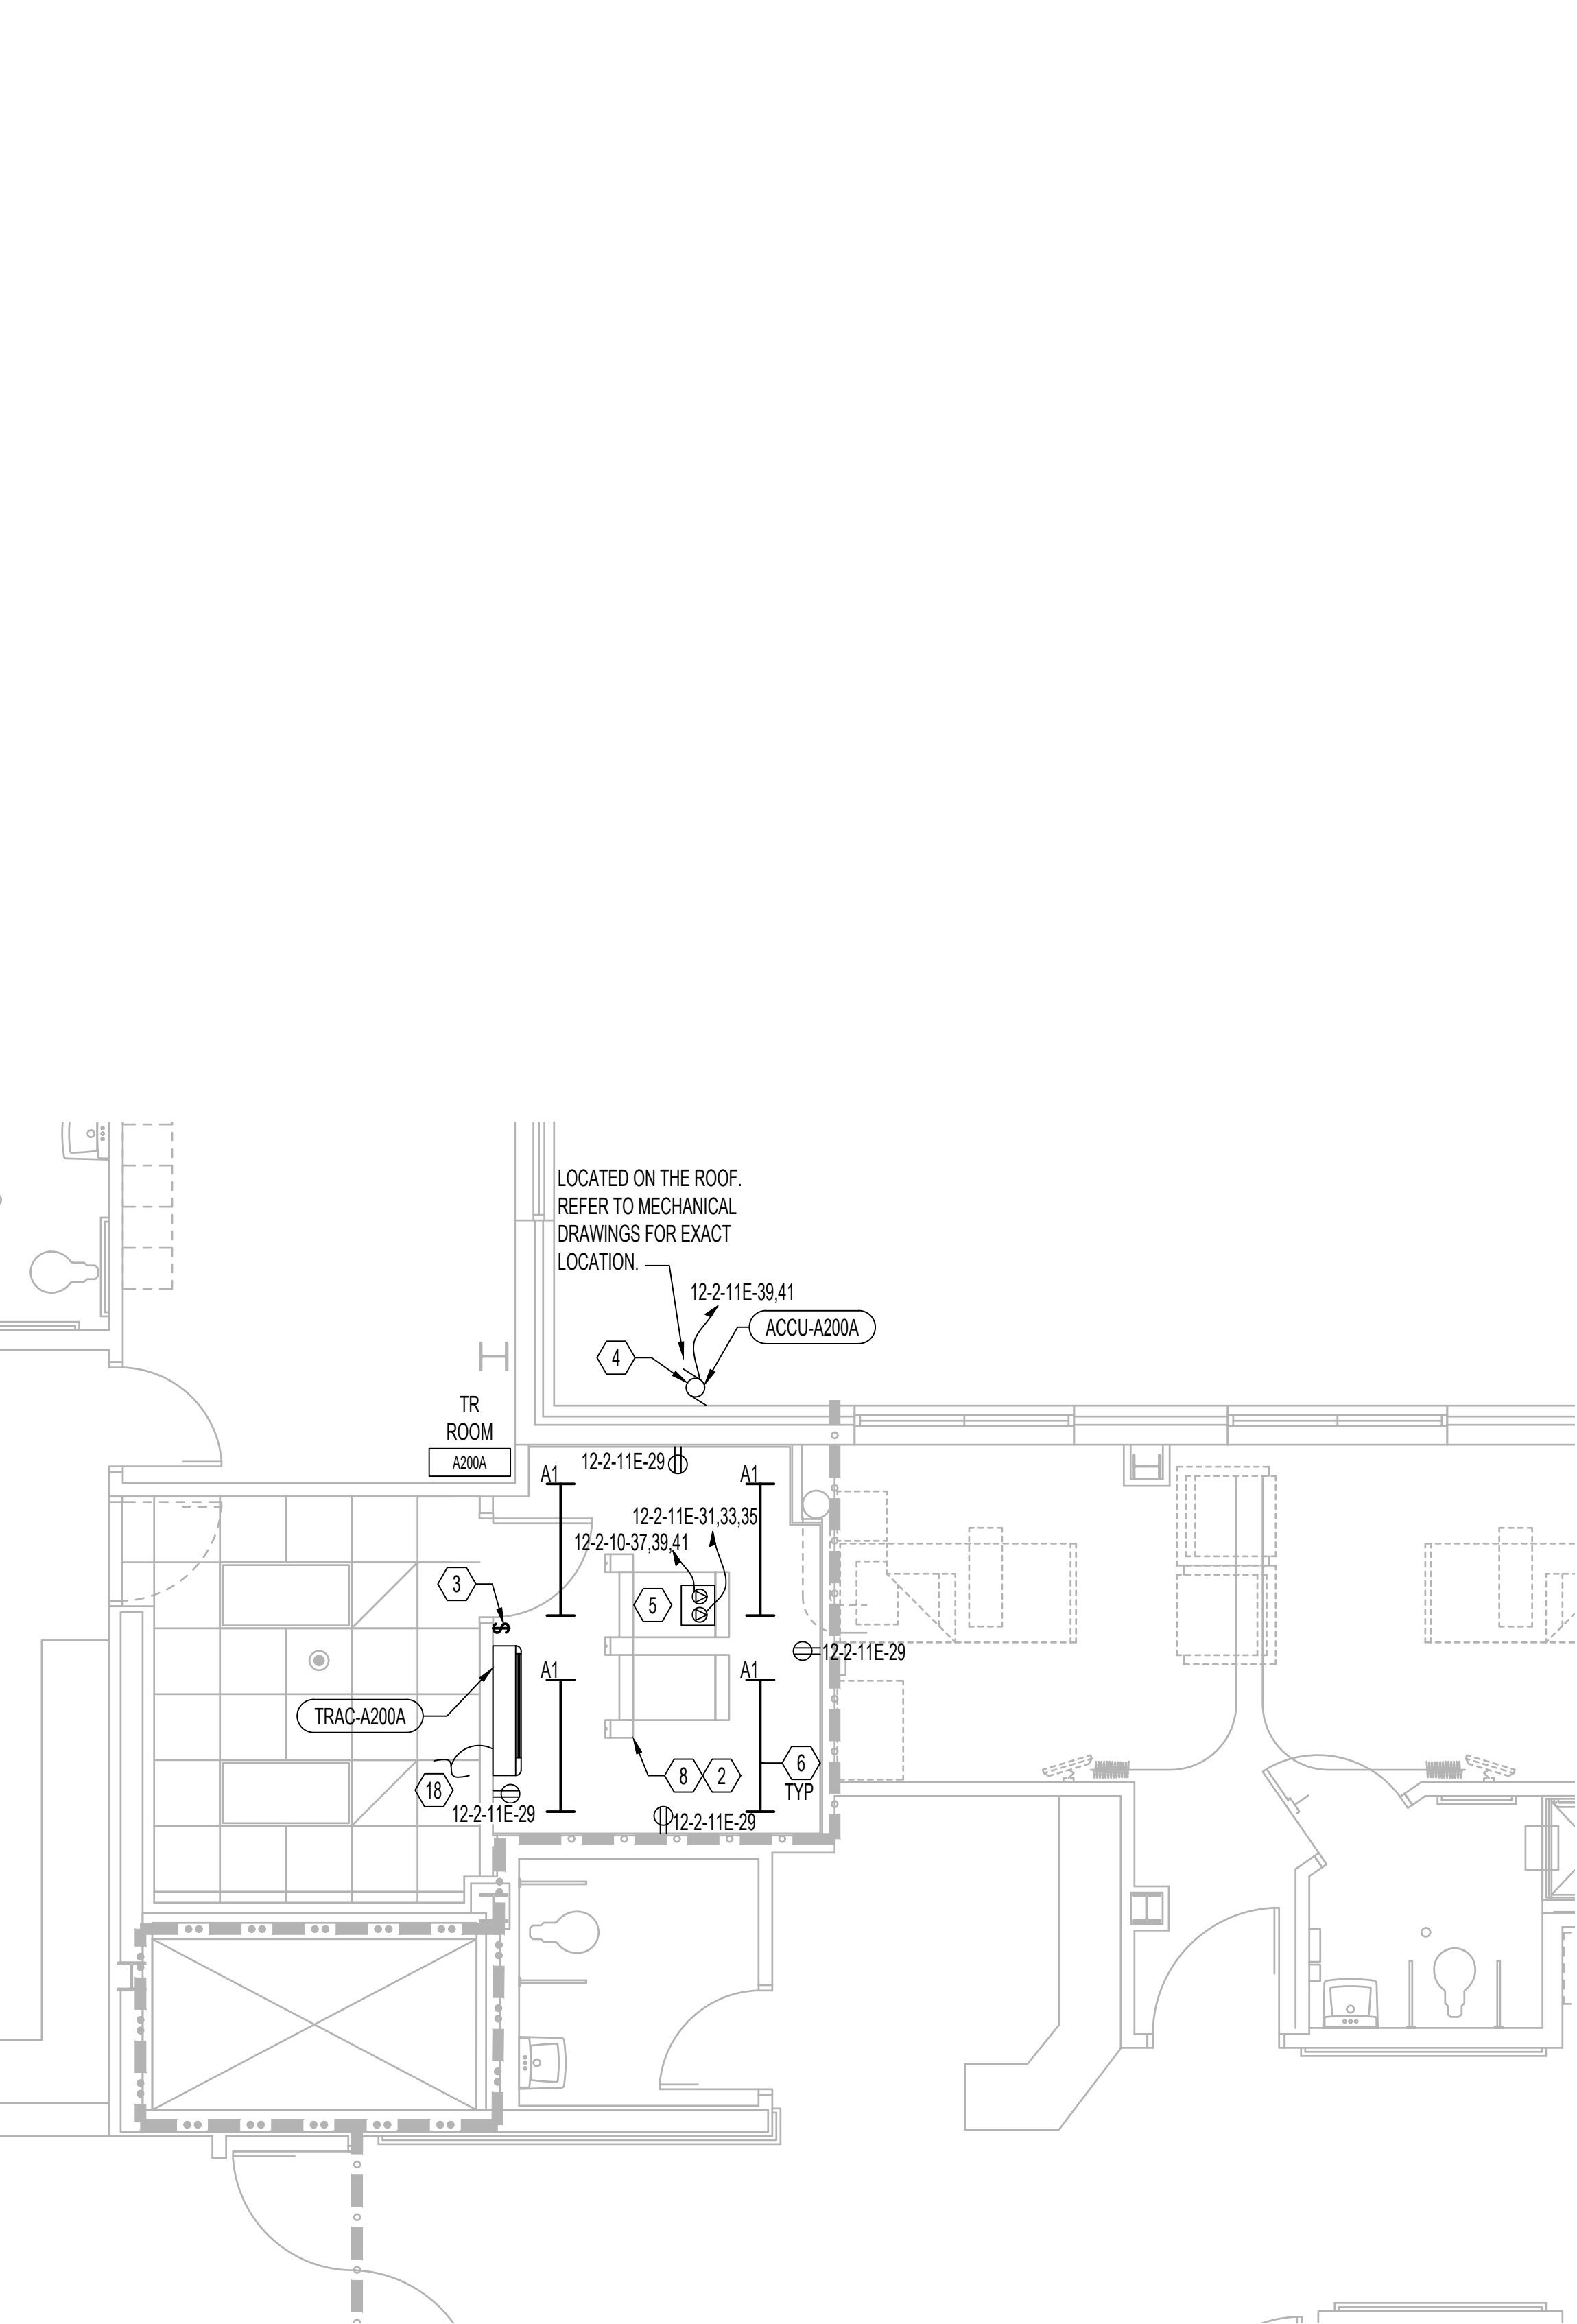 LOCATED ON THE ROOF.
REFER TO MECHANICAL
DRAWINGS FOR EXACT
LOCATION.
12-2-11E-39,41
ACCU-A200A
4
TR
ROOM
A200A
12-2-11E-29
A1
A1
12-2-11E-31,33,35
12-2-10-37,39,41
3
5
$
12-2-11E-29
A1
A1
TRAC-A200A
6
TYP
8
2
18
12-2-11E-29
12-2-11E-29